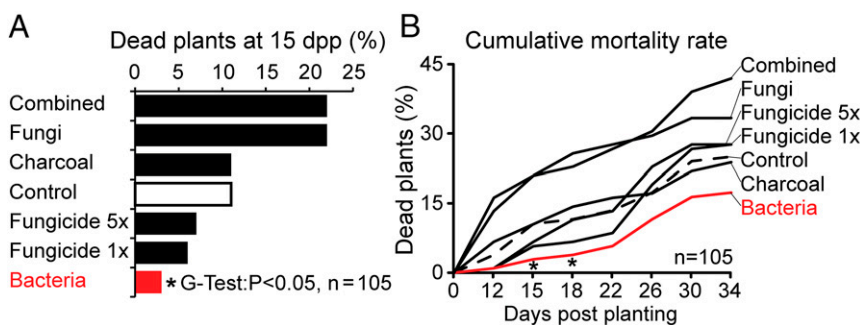 A
Dead plants at 15 dpp (%)
0 5 10 15 20 25
Combined
Fungi
Charcoal
Control
Fungicide 5x
Fungicide 1x
Bacteria
* G-Test:P<0.05, n=105
B
Cumulative mortality rate
Dead plants (%)
45
30
15
0
0 12 15 18 22 26 30 34
Days post planting
* *
n=105
Combined
Fungi
Fungicide 5x
Fungicide 1x
Control
Charcoal
Bacteria